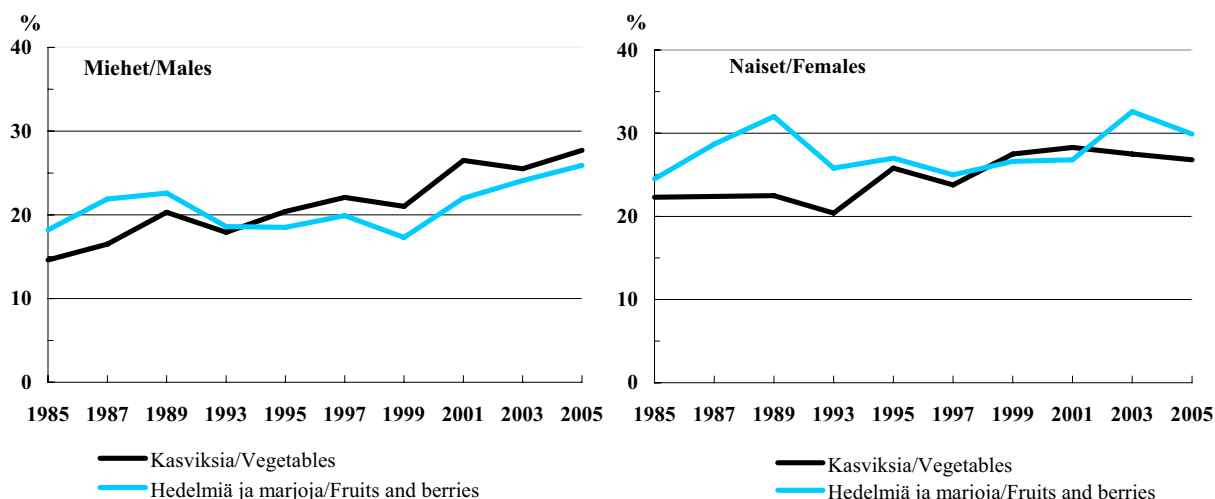 %
40
30
20
10
0
Miehet/Males
1985 1987 1989 1993 1995 1997 1999 2001 2003 2005
Kasviksia/Vegetables
Hedelmiä ja marjoja/Fruits and berries
%
40
30
20
10
0
Naiset/Females
1985 1987 1989 1993 1995 1997 1999 2001 2003 2005
Kasviksia/Vegetables
Hedelmiä ja marjoja/Fruits and berries